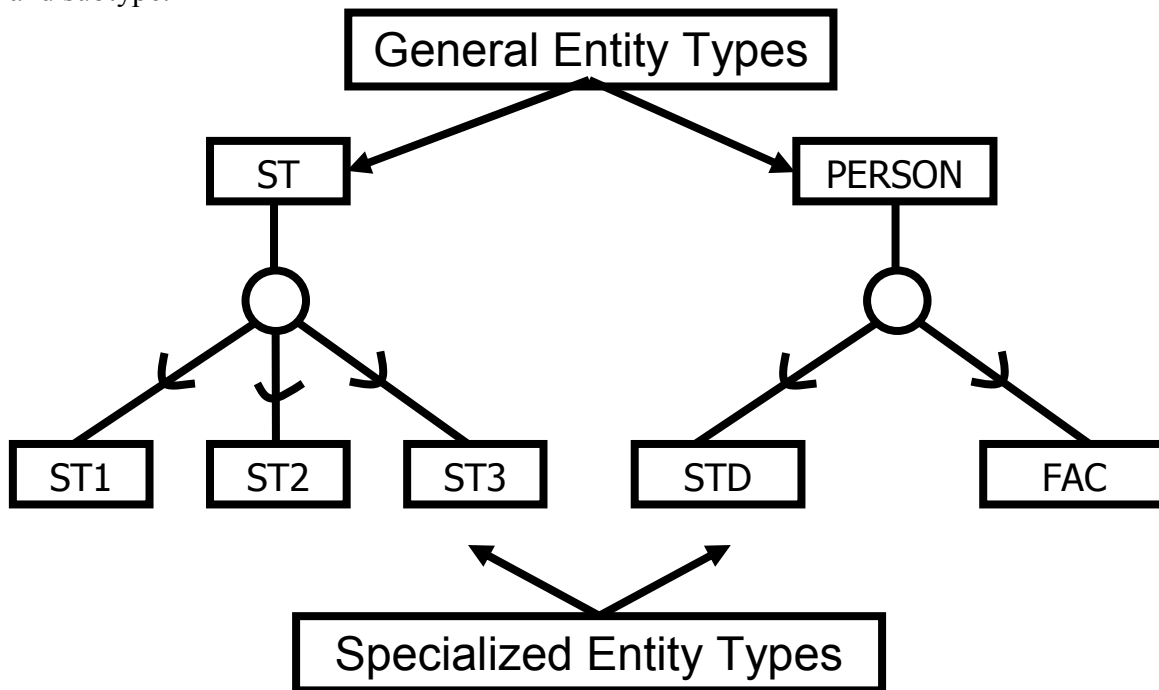 and subtype.
General Entity Types
ST
PERSON
ST1
ST2
ST3
STD
FAC
Specialized Entity Types